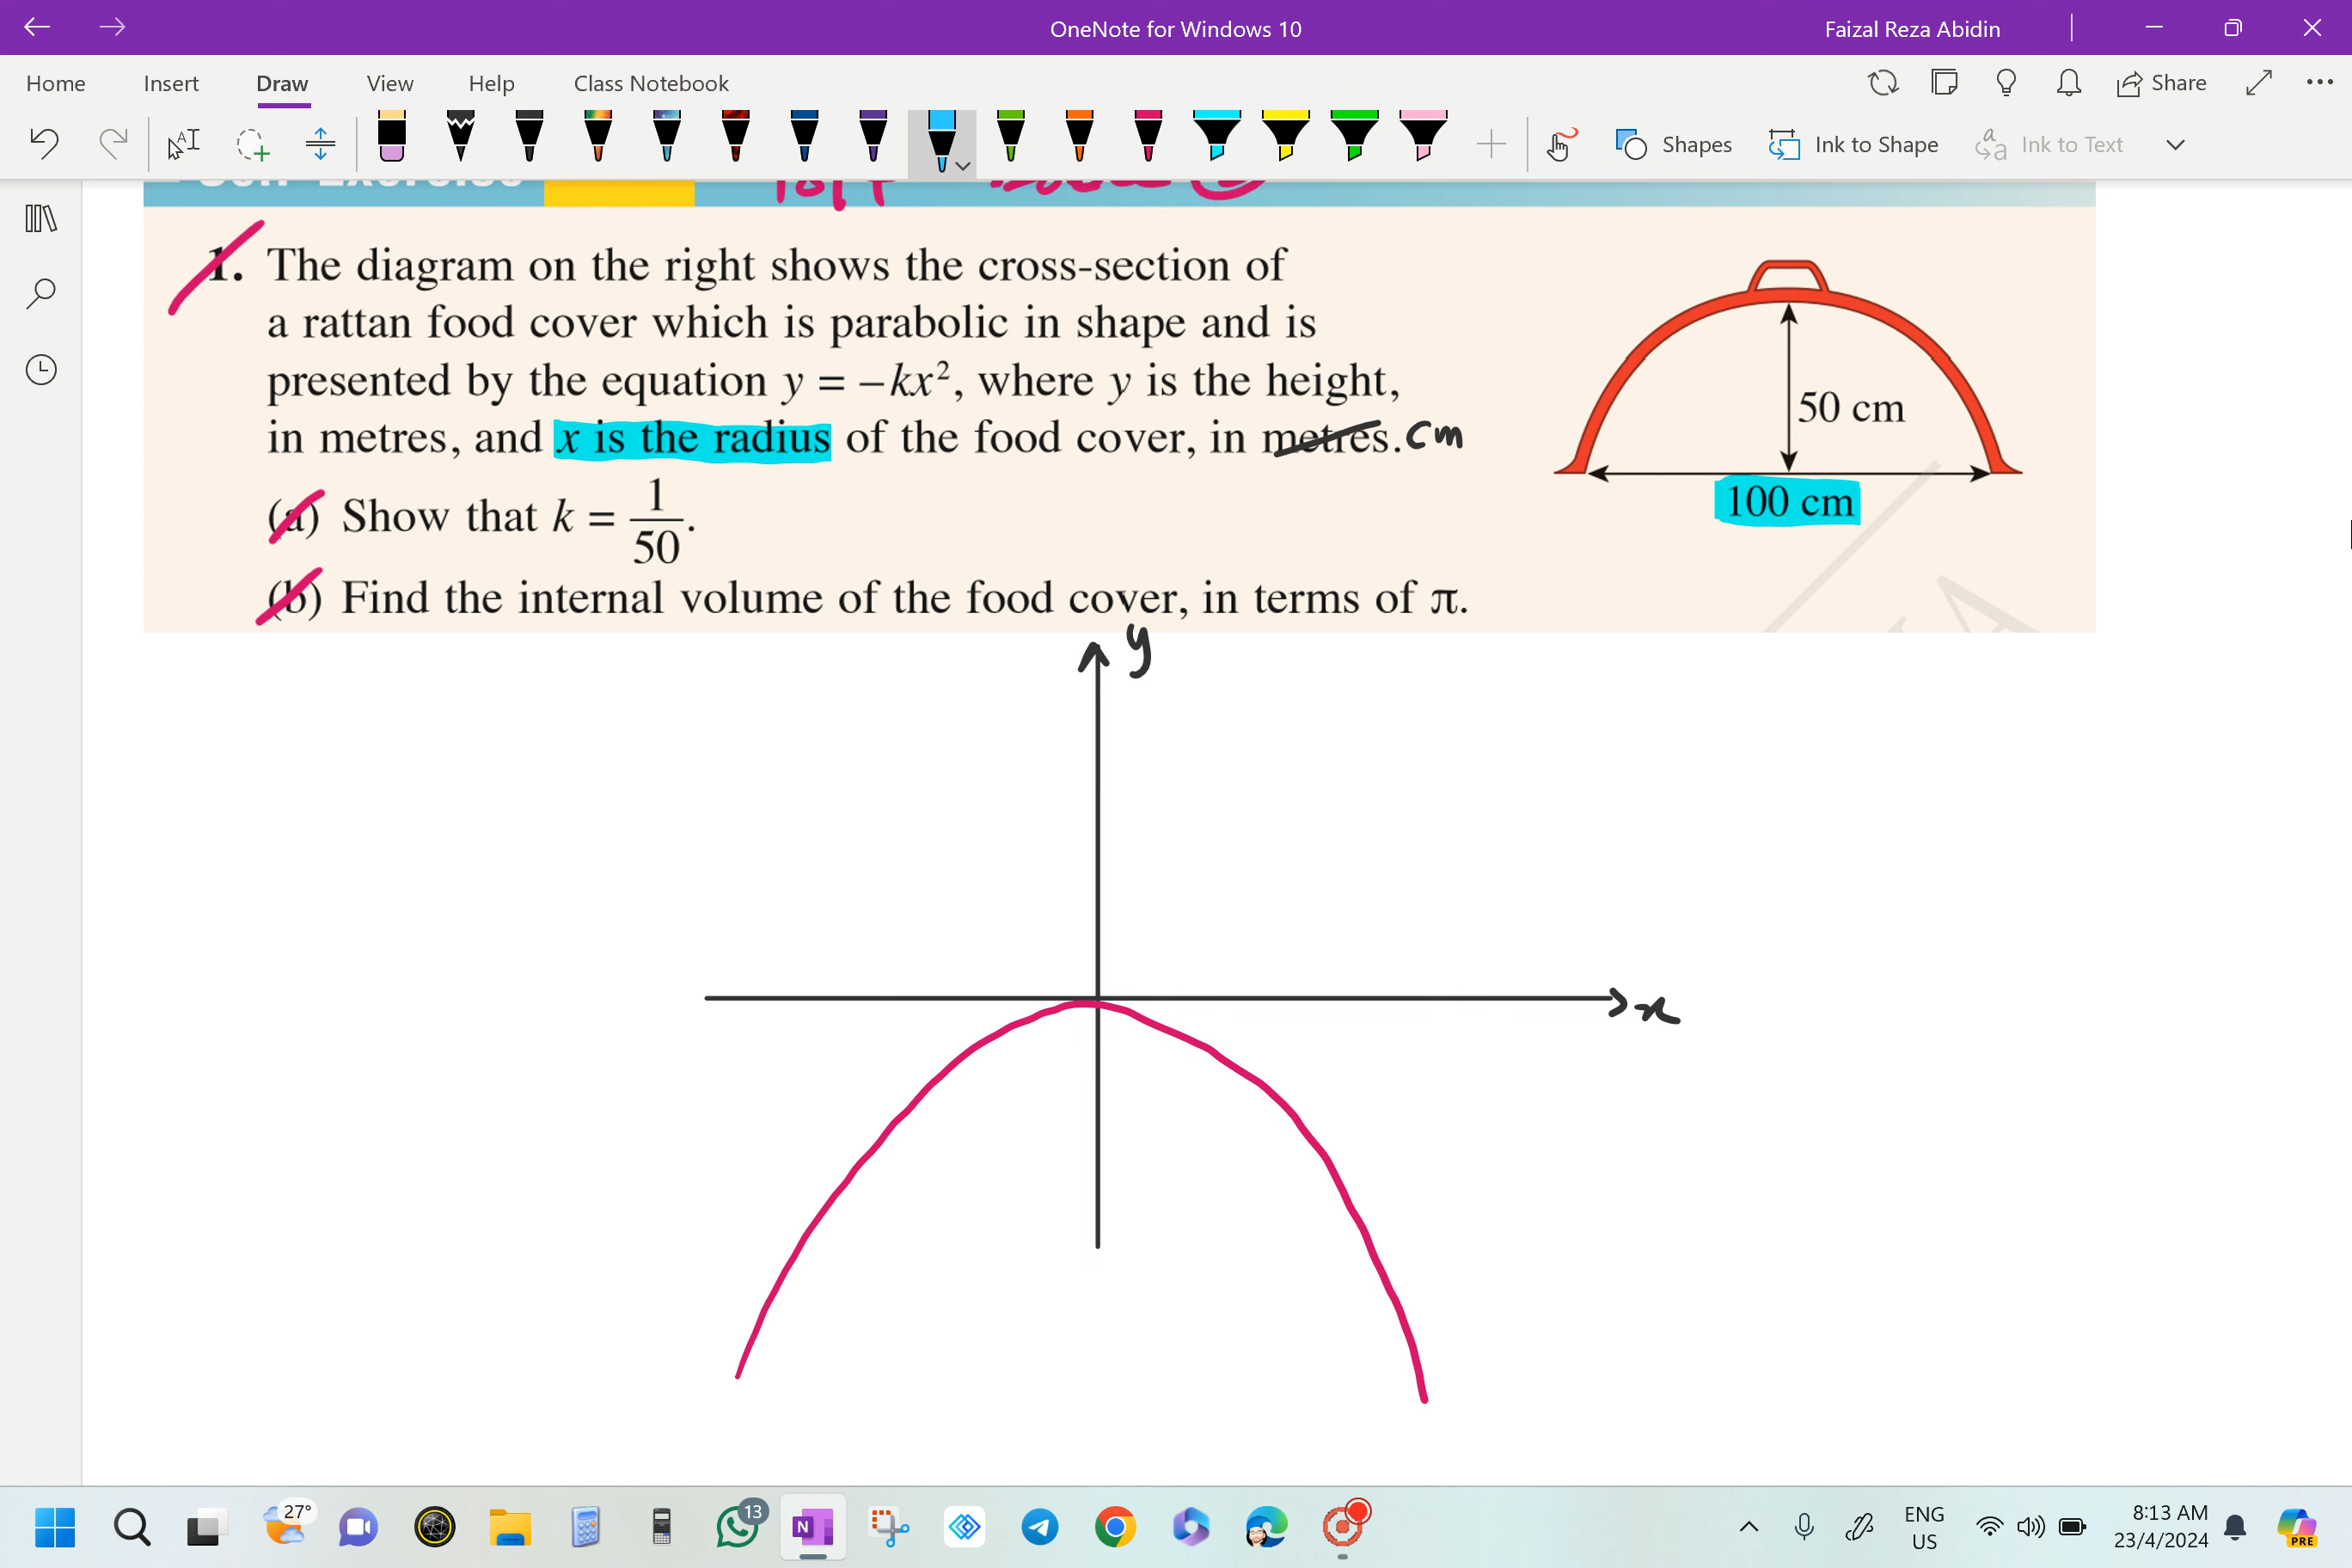 OneNote for Windows 10
Faizal Reza Abidin
Home Insert Draw View Help Class Notebook
Share
Shapes Ink to Shape Ink to Text
1. The diagram on the right shows the cross-section of
a rattan food cover which is parabolic in shape and is
presented by the equation y = –kx², where y is the height,
in metres, and x is the radius of the food cover, in metres. cm
50 cm
100 cm
(a) Show that k = 1/50.
(b) Find the internal volume of the food cover, in terms of π.
y
x
27°
13
N
ENG
US
8:13 AM
23/4/2024
PRE